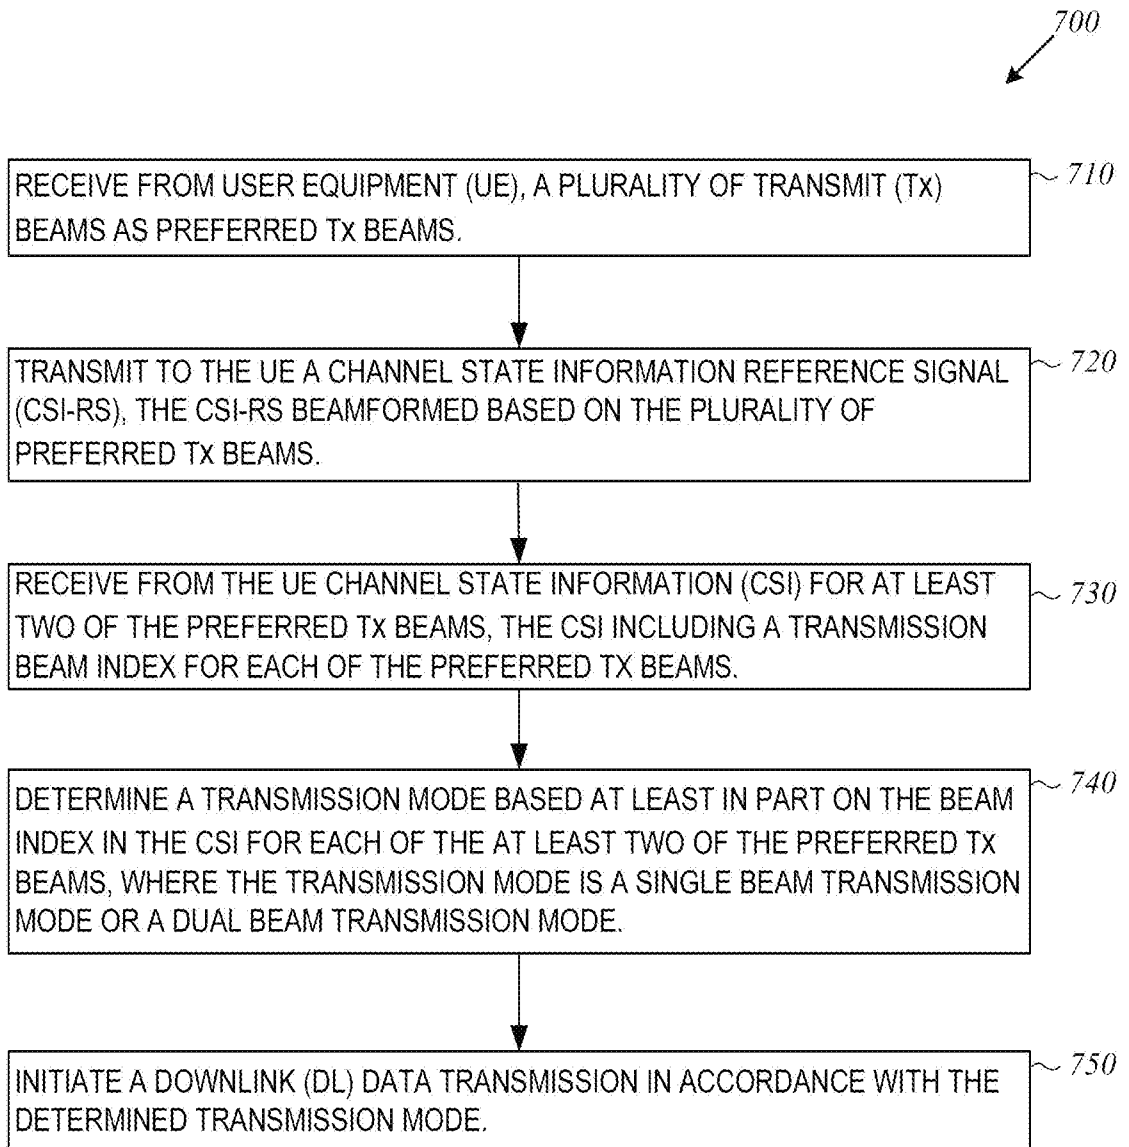 700
RECEIVE FROM USER EQUIPMENT (UE), A PLURALITY OF TRANSMIT (Tx)
BEAMS AS PREFERRED Tx BEAMS.
710
TRANSMIT TO THE UE A CHANNEL STATE INFORMATION REFERENCE SIGNAL
(CSI-RS), THE CSI-RS BEAMFORMED BASED ON THE PLURALITY OF
PREFERRED Tx BEAMS.
720
RECEIVE FROM THE UE CHANNEL STATE INFORMATION (CSI) FOR AT LEAST
TWO OF THE PREFERRED Tx BEAMS, THE CSI INCLUDING A TRANSMISSION
BEAM INDEX FOR EACH OF THE PREFERRED TX BEAMS.
730
DETERMINE A TRANSMISSION MODE BASED AT LEAST IN PART ON THE BEAM
INDEX IN THE CSI FOR EACH OF THE AT LEAST TWO OF THE PREFERRED Tx
BEAMS, WHERE THE TRANSMISSION MODE IS A SINGLE BEAM TRANSMISSION
MODE OR A DUAL BEAM TRANSMISSION MODE.
740
INITIATE A DOWNLINK (DL) DATA TRANSMISSION IN ACCORDANCE WITH THE
DETERMINED TRANSMISSION MODE.
750